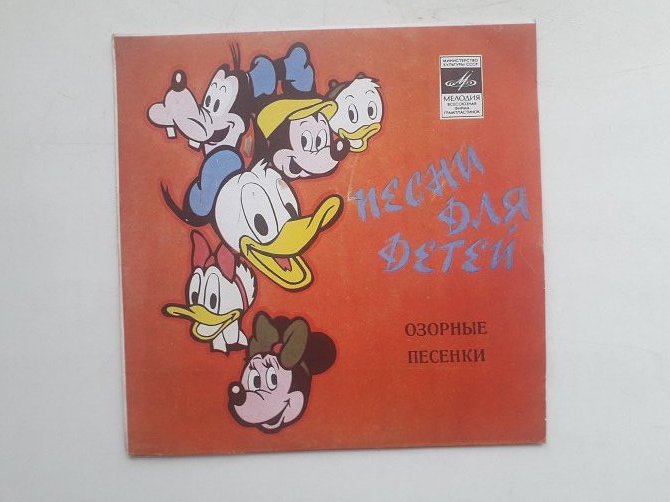 МИНИСТЕРСТВО
КУЛЬТУРЫ СССР
МЕЛОДИЯ
ВСЕСОЮЗНАЯ
ФИРМА
ГРАМПЛАСТИНОК
ПЕСНИ
ДЛЯ
ДЕТЕЙ
ОЗОРНЫЕ
ПЕСЕНКИ